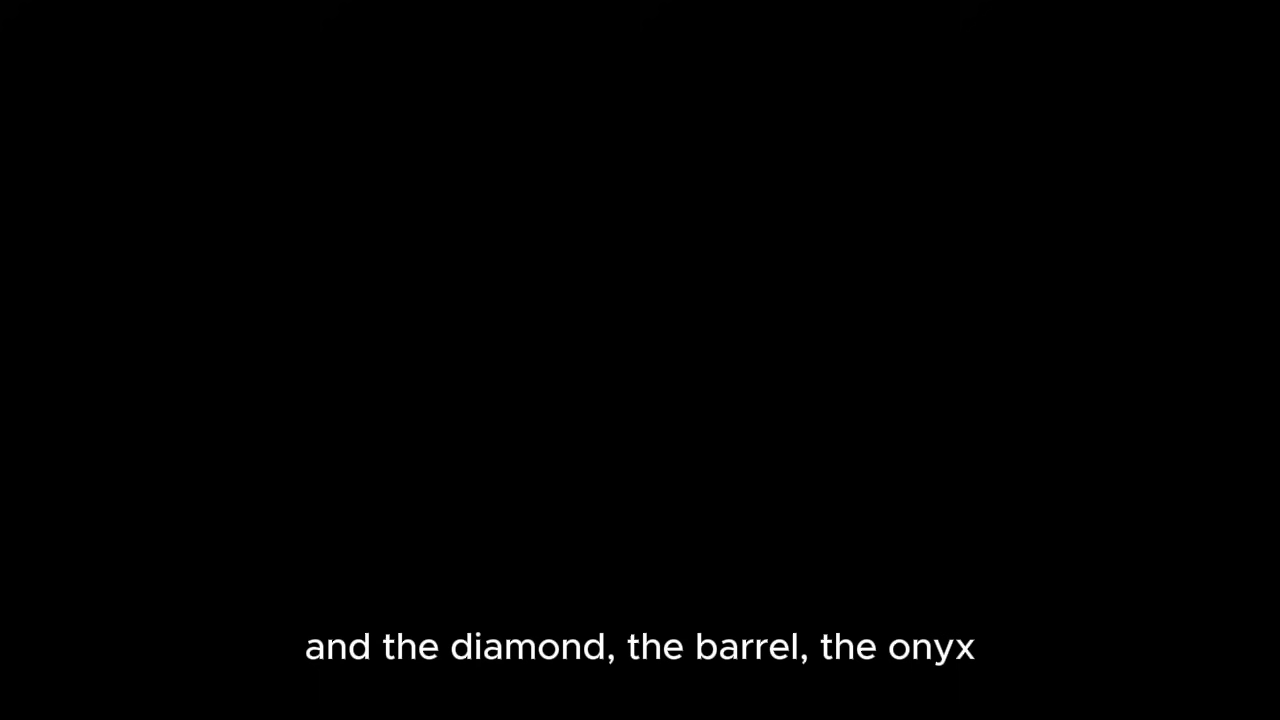 and the diamond, the barrel, the onyx